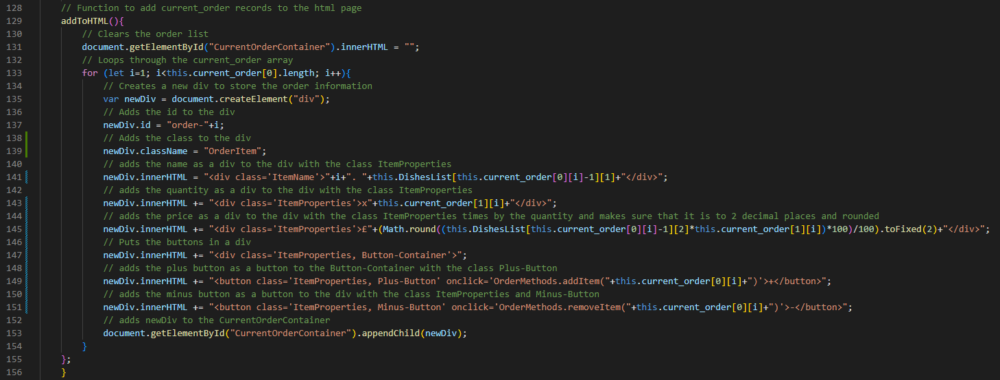 128 // Function to add current_order records to the html page
129 addToHTML(){
130 // Clears the order list
131 document.getElementById("CurrentOrderContainer").innerHTML = "";
132 // Loops through the current_order array
133 for (let i=1; i<this.current_order[0].length; i++){
134 // Creates a new div to store the order information
135 var newDiv = document.createElement("div");
136 // Adds the id to the div
137 newDiv.id = "order-"+i;
138 // Adds the class to the div
139 newDiv.className = "OrderItem";
140 // adds the name as a div to the div with the class ItemProperties
141 newDiv.innerHTML = "<div class='ItemName'>"+i+". "+this.DishesList[this.current_order[0][i]-1][1]+"</div>";
142 // adds the quantity as a div to the div with the class ItemProperties
143 newDiv.innerHTML += "<div class='ItemProperties'>x"+this.current_order[1][i]+"</div>";
144 // adds the price as a div to the div with the class ItemProperties times by the quantity and makes sure that it is to 2 decimal places and rounded
145 newDiv.innerHTML += "<div class='ItemProperties'>£"+(Math.round((this.DishesList[this.current_order[0][i]-1][2]*this.current_order[1][i])*100)/100).toFixed(2)+"</div>";
146 // Puts the buttons in a div
147 newDiv.innerHTML += "<div class='ItemProperties, Button-Container'>";
148 // adds the plus button as a button to the Button-Container with the class Plus-Button
149 newDiv.innerHTML += "<button class='ItemProperties, Plus-Button' onclick='OrderMethods.addItem("+this.current_order[0][i]+")'>+</button>";
150 // adds the minus button as a button to the div with the class ItemProperties and Minus-Button
151 newDiv.innerHTML += "<button class='ItemProperties, Minus-Button' onclick='OrderMethods.removeItem("+this.current_order[0][i]+")'>-</button>";
152 // adds newDiv to the CurrentOrderContainer
153 document.getElementById("CurrentOrderContainer").appendChild(newDiv);
154 }
155 };
156 }